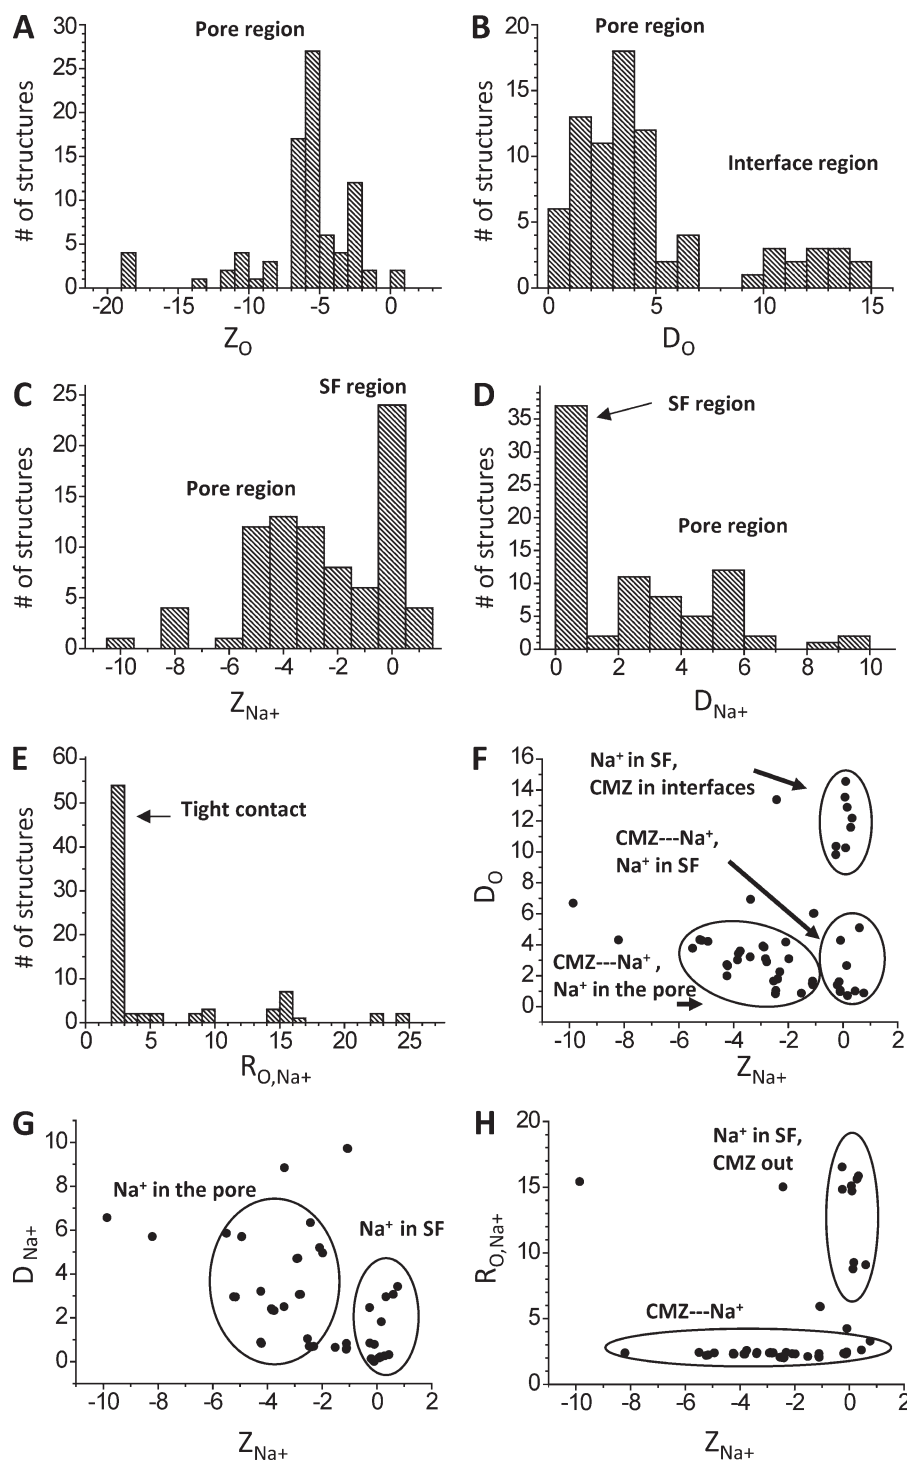 A
Pore region
# of structures
30
25
20
15
10
5
0
-20 -15 -10 -5 0
Z_O
B
Pore region
Interface region
# of structures
20
15
10
5
0
0 5 10 15
D_O
C
SF region
Pore region
# of structures
25
20
15
10
5
0
-10 -8 -6 -4 -2 0
Z_Na+
D
SF region
Pore region
# of structures
35
30
25
20
15
10
5
0
0 2 4 6 8 10
D_Na+
E
Tight contact
# of structures
60
50
40
30
20
10
0
0 5 10 15 20 25
R_O,Na+
F
Na⁺ in SF,
CMZ in interfaces
CMZ---Na⁺,
Na⁺ in SF
CMZ---Na⁺ ,
Na⁺ in the pore
D_O
16
14
12
10
8
6
4
2
0
-10 -8 -6 -4 -2 0 2
Z_Na+
G
Na⁺ in the pore
Na⁺ in SF
D_Na+
10
8
6
4
2
0
-10 -8 -6 -4 -2 0 2
Z_Na+
H
Na⁺ in SF,
CMZ out
CMZ---Na⁺
R_O,Na+
20
15
10
5
0
-10 -8 -6 -4 -2 0 2
Z_Na+